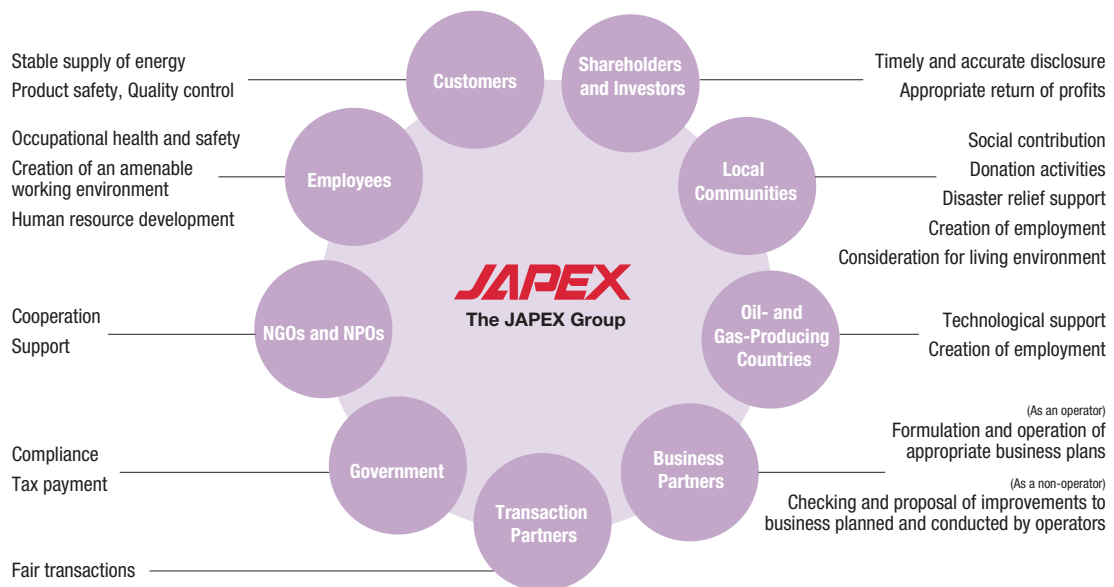 Stable supply of energy
Product safety, Quality control
Customers
Shareholders
and Investors
Timely and accurate disclosure
Appropriate return of profits
Occupational health and safety
Creation of an amenable
working environment
Human resource development
Employees
Local
Communities
Social contribution
Donation activities
Disaster relief support
Creation of employment
Consideration for living environment
JAPEX
The JAPEX Group
Cooperation
Support
NGOs and NPOs
Oil- and
Gas-Producing
Countries
Technological support
Creation of employment
Compliance
Tax payment
Government
Business
Partners
(As an operator)
Formulation and operation of
appropriate business plans
(As a non-operator)
Checking and proposal of improvements to
business planned and conducted by operators
Transaction
Partners
Fair transactions